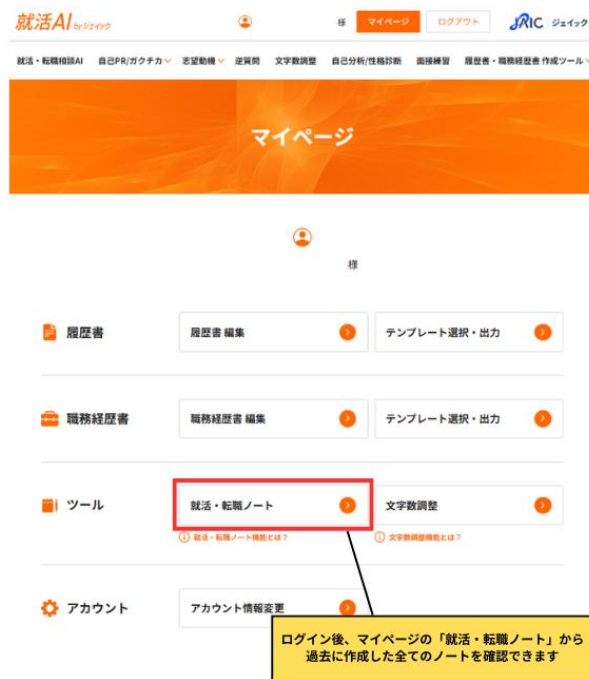 就活AI by ジェイック
様 マイページ ログアウト JAIC ジェイック
就活・転職相談AI 自己PR/ガクチカ 志望動機 逆質問 文字数調整 自己分析/性格診断 面接練習 履歴書・職務経歴書 作成ツール
マイページ
様
履歴書 履歴書 編集 テンプレート選択・出力
職務経歴書 職務経歴書 編集 テンプレート選択・出力
ツール 就活・転職ノート 文字数調整
就活・転職ノート機能とは? 文字数調整機能とは?
アカウント アカウント情報変更
ログイン後、マイページの「就活・転職ノート」から
過去に作成した全てのノートを確認できます